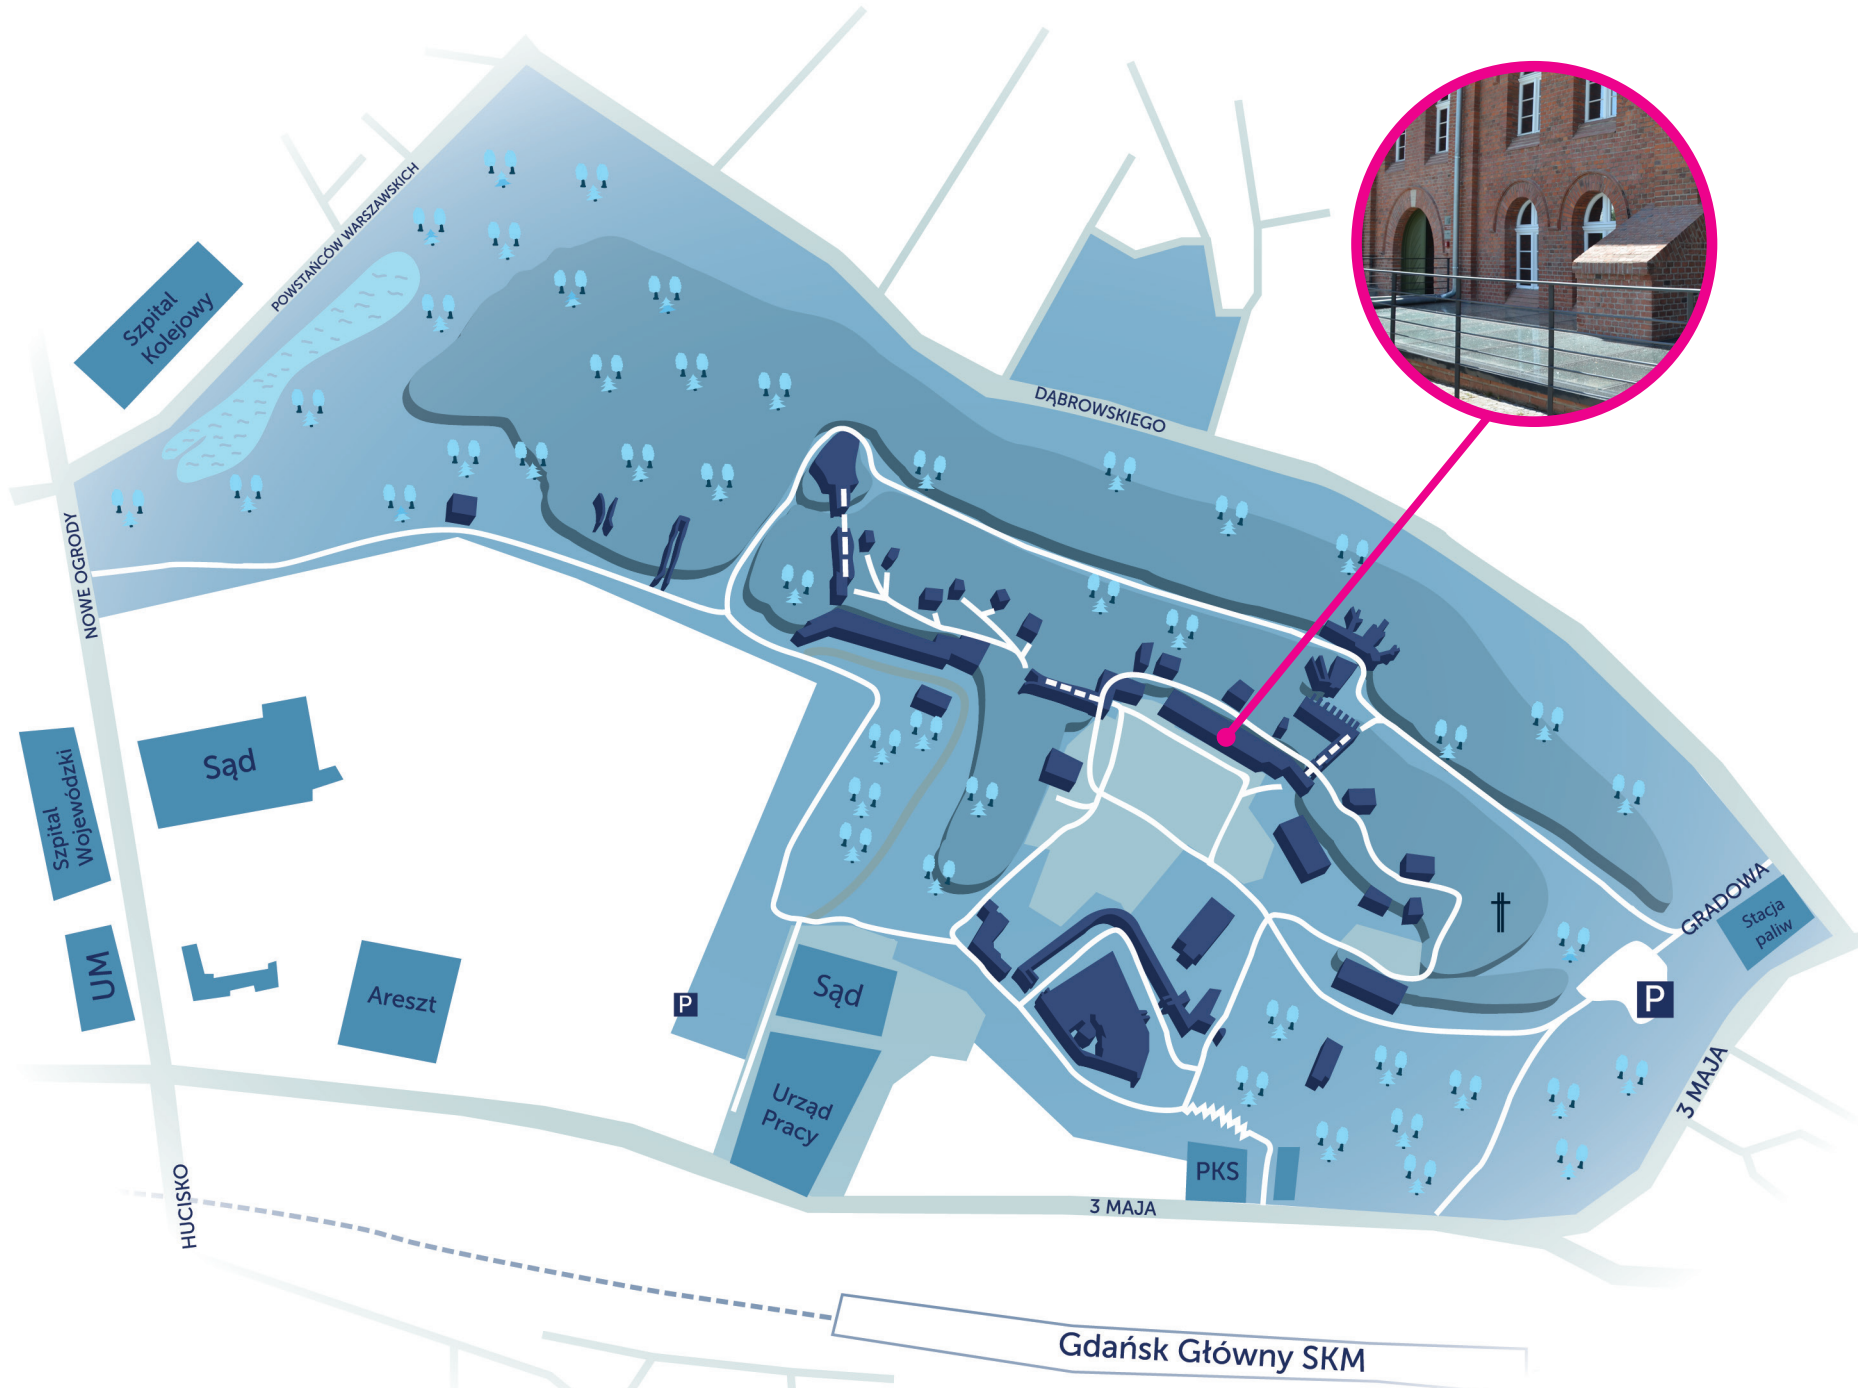 POWSTAŃCÓW WARSZAWSKICH
Szpital
Kolejowy
DĄBROWSKIEGO
NOWE OGRODY
Sąd
Szpital
Wojewódzki
UM
Areszt
P
Sąd
Urząd
Pracy
GRADOWA
Stacja
paliw
P
3 MAJA
PKS
3 MAJA
HUCISKO
Gdańsk Główny SKM